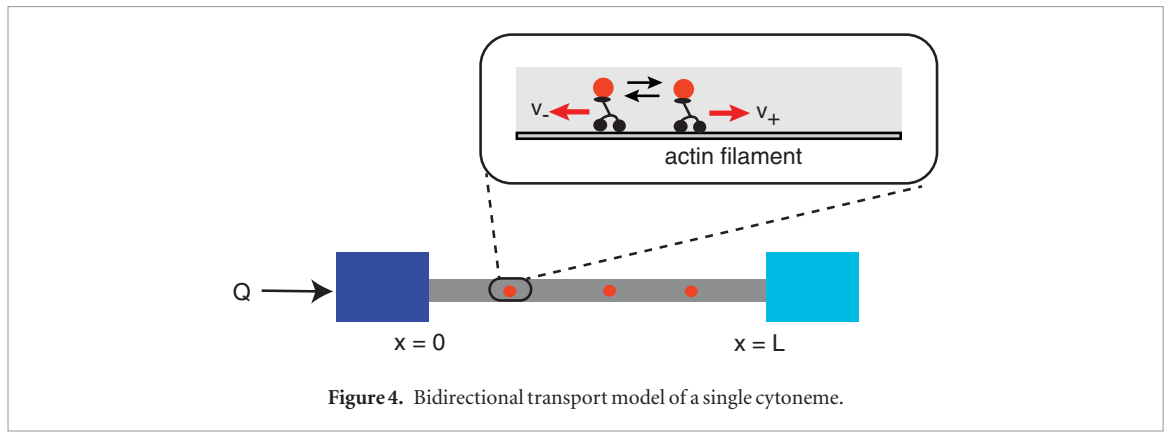 v- v+
actin filament
Q
x = 0 x = L
Figure 4. Bidirectional transport model of a single cytoneme.